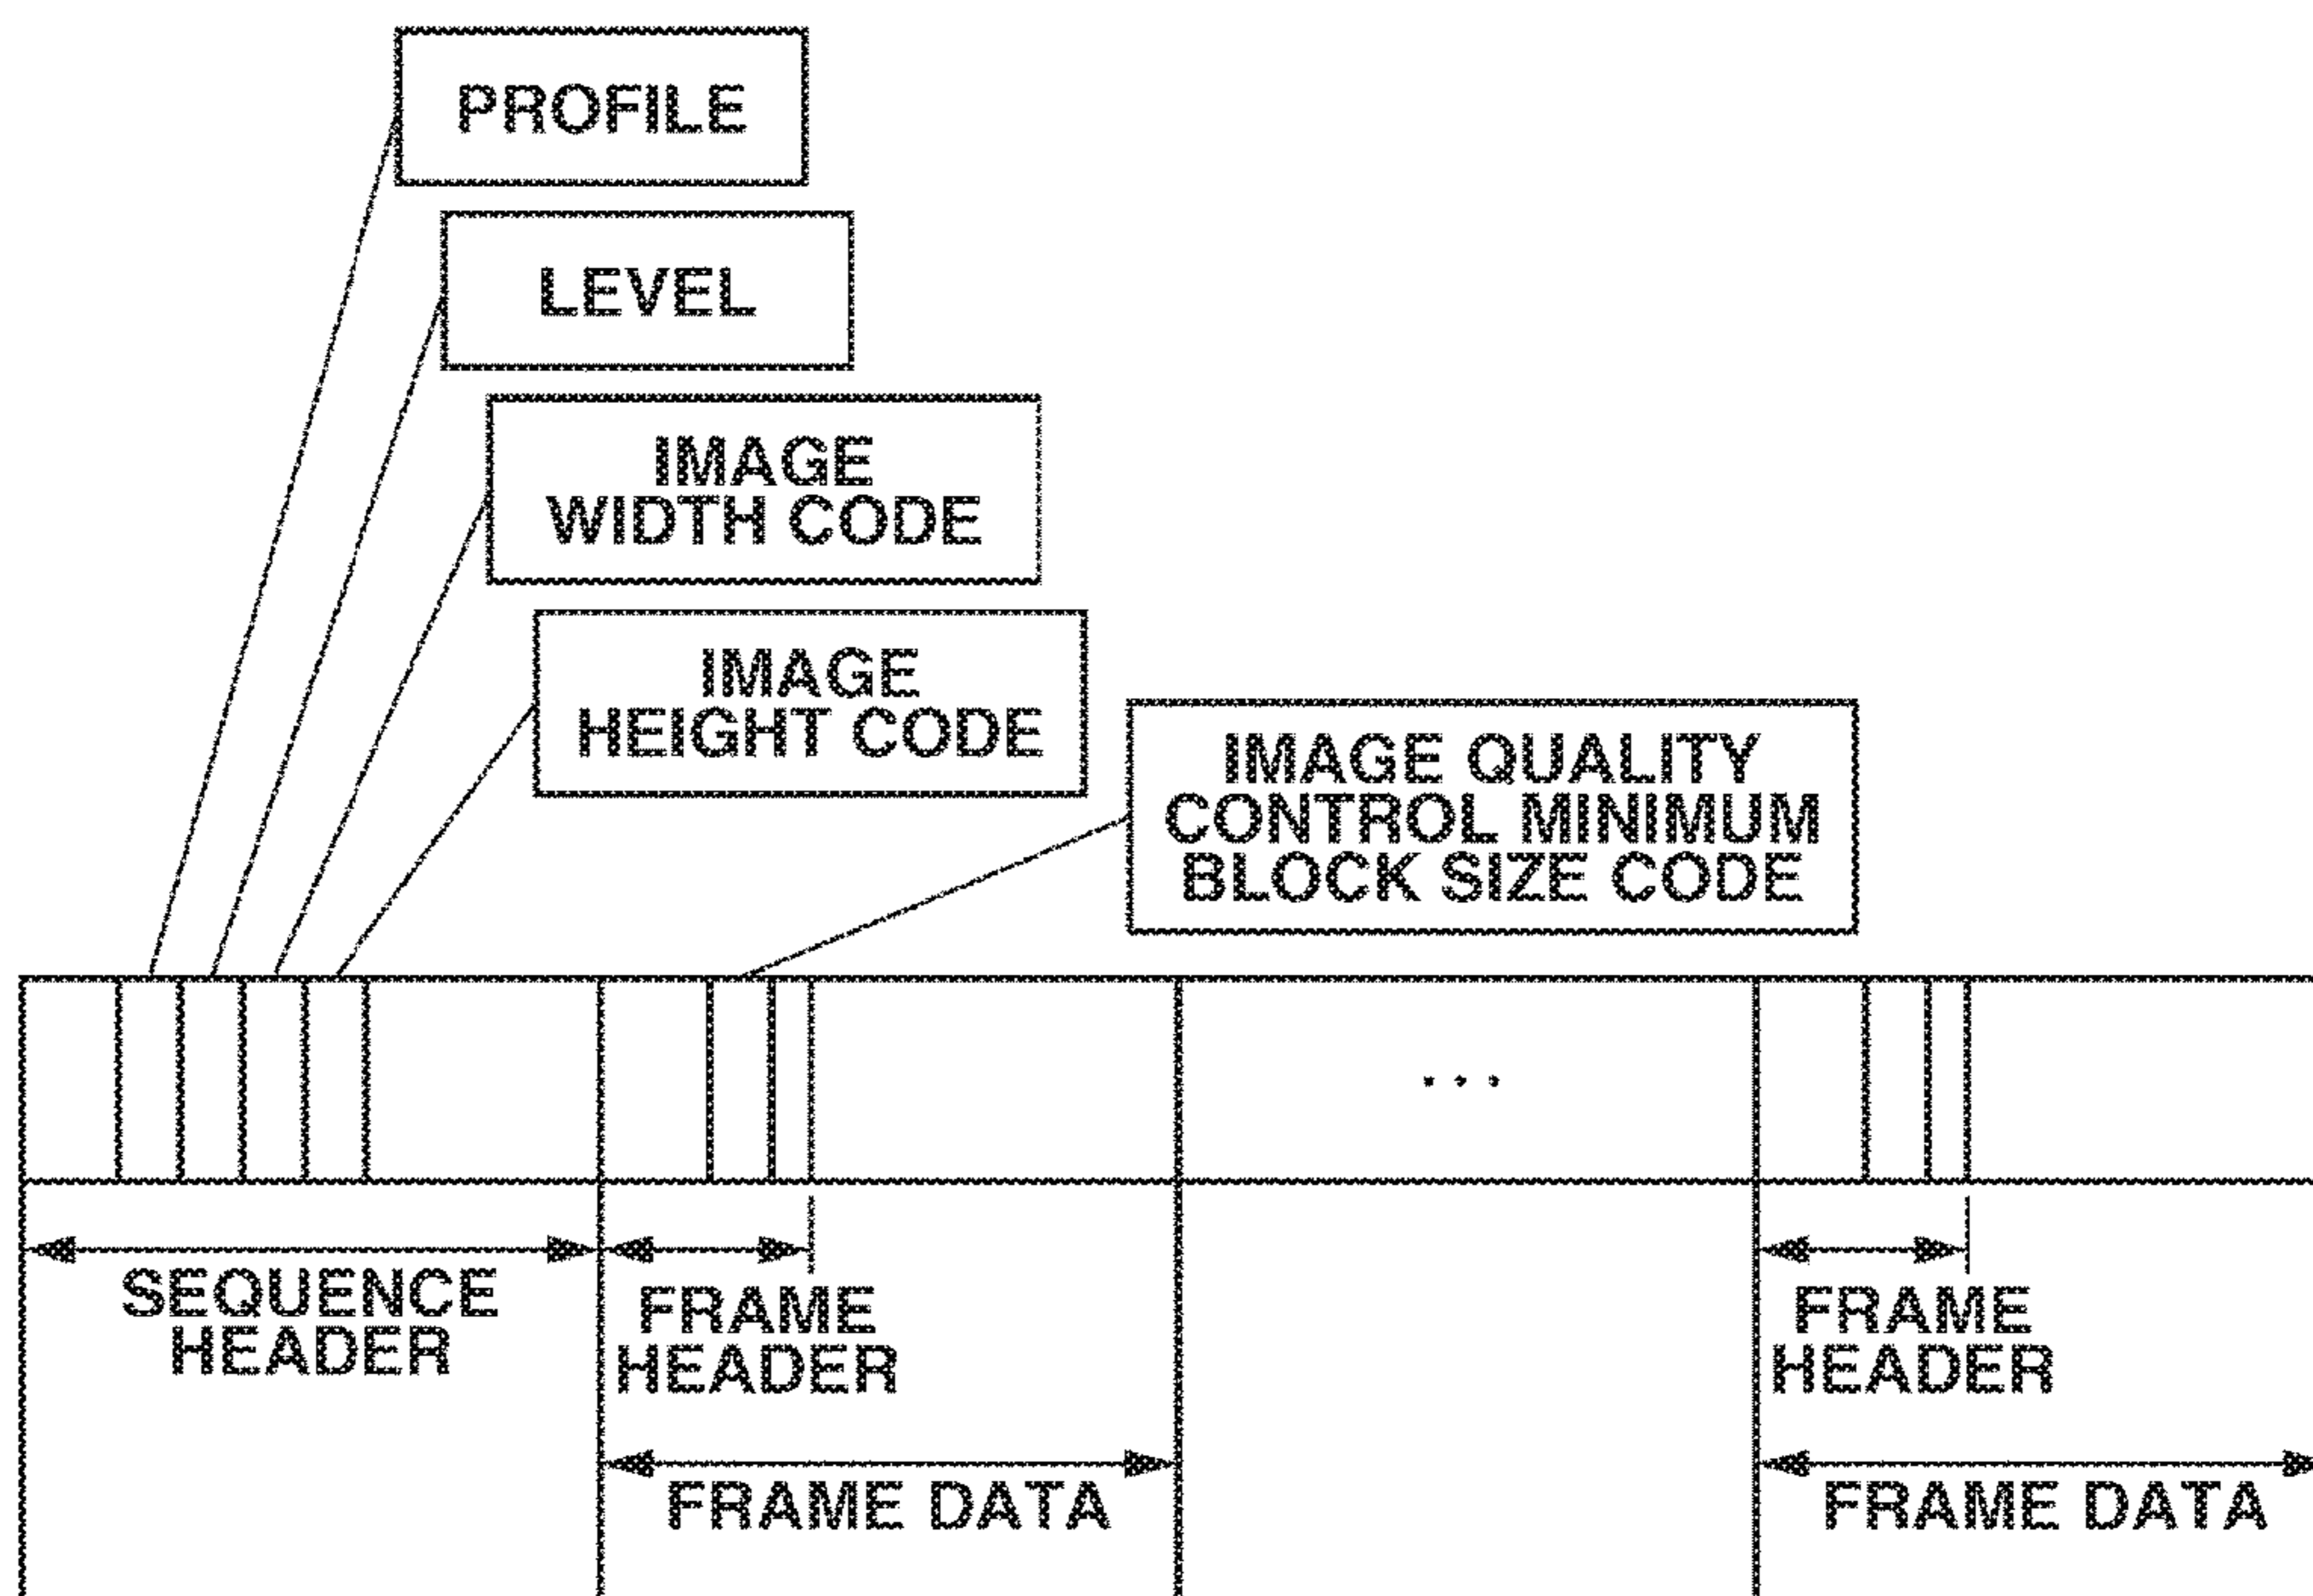 PROFILE
LEVEL
IMAGE
WIDTH CODE
IMAGE
HEIGHT CODE
IMAGE QUALITY
CONTROL MINIMUM
BLOCK SIZE CODE
...
SEQUENCE
HEADER
FRAME
HEADER
FRAME
HEADER
FRAME DATA
FRAME DATA